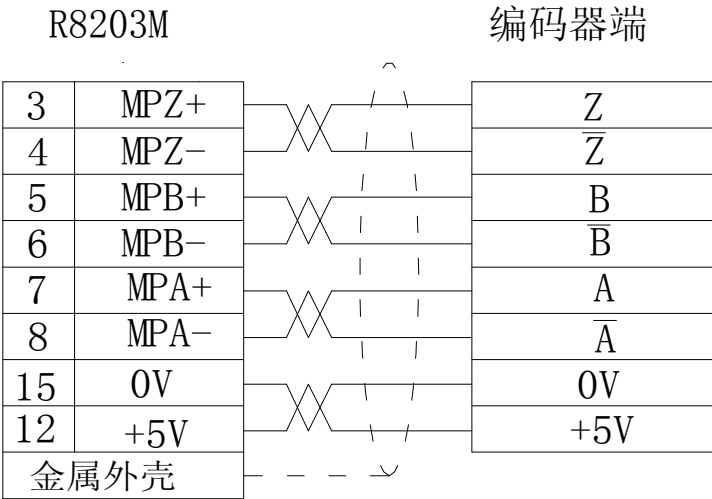 R8203M 编码器端
3 MPZ+ Z
4 MPZ- Z̅
5 MPB+ B
6 MPB- B̅
7 MPA+ A
8 MPA- A̅
15 0V 0V
12 +5V +5V
金属外壳